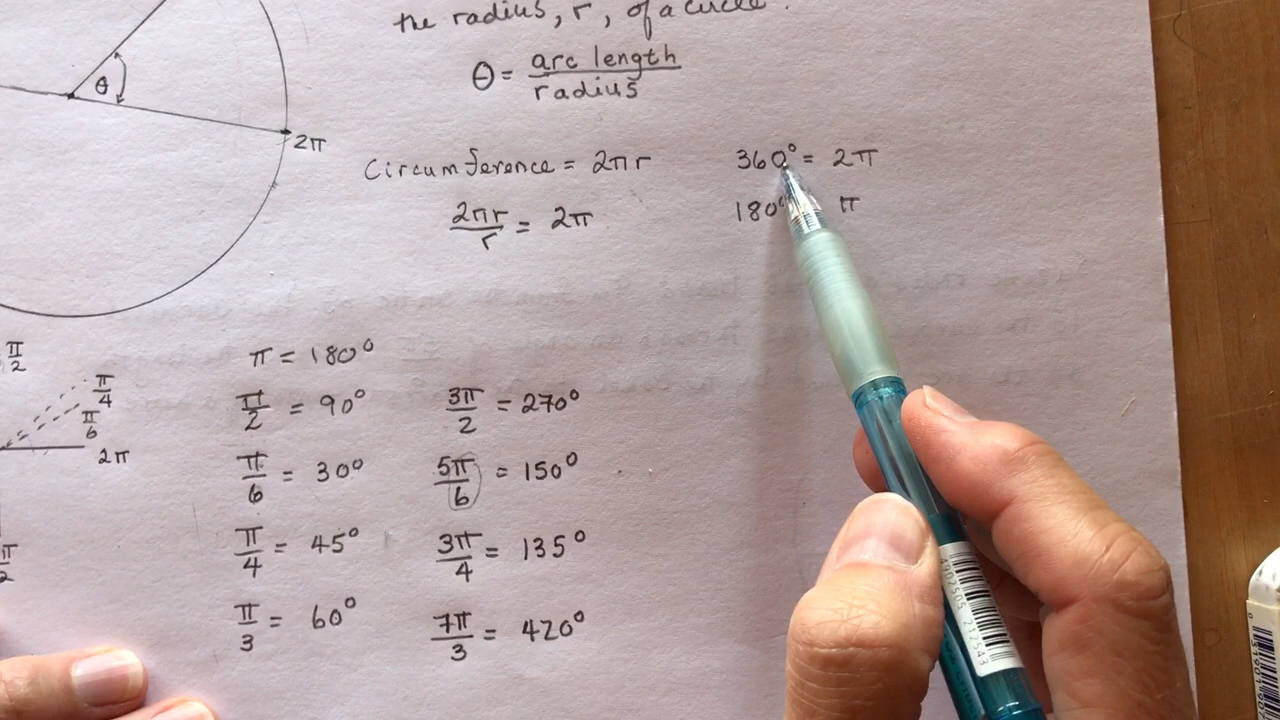 the radius, r, of a circle.
θ = arc length / radius
θ
2π
Circumference = 2πr
360° = 2π
2πr/r = 2π
180° π
π/2
π = 180°
π/4
π/2 = 90°
3π/2 = 270°
π/6
2π
π/6 = 30°
5π/6 = 150°
π/4 = 45°
3π/4 = 135°
π/3 = 60°
7π/3 = 420°
4902505 212543